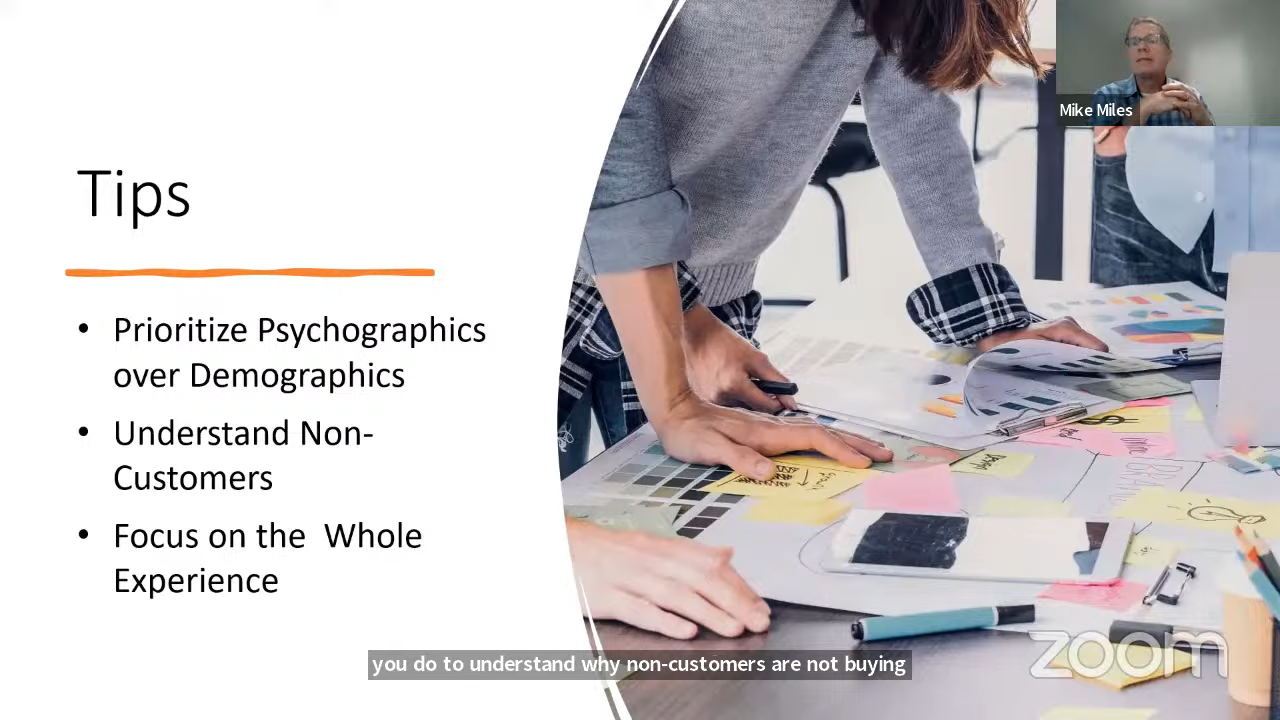 Mike Miles
Tips
• Prioritize Psychographics
over Demographics
• Understand Non-
Customers
• Focus on the  Whole
Experience
you do to understand why non-customers are not buying
zoom